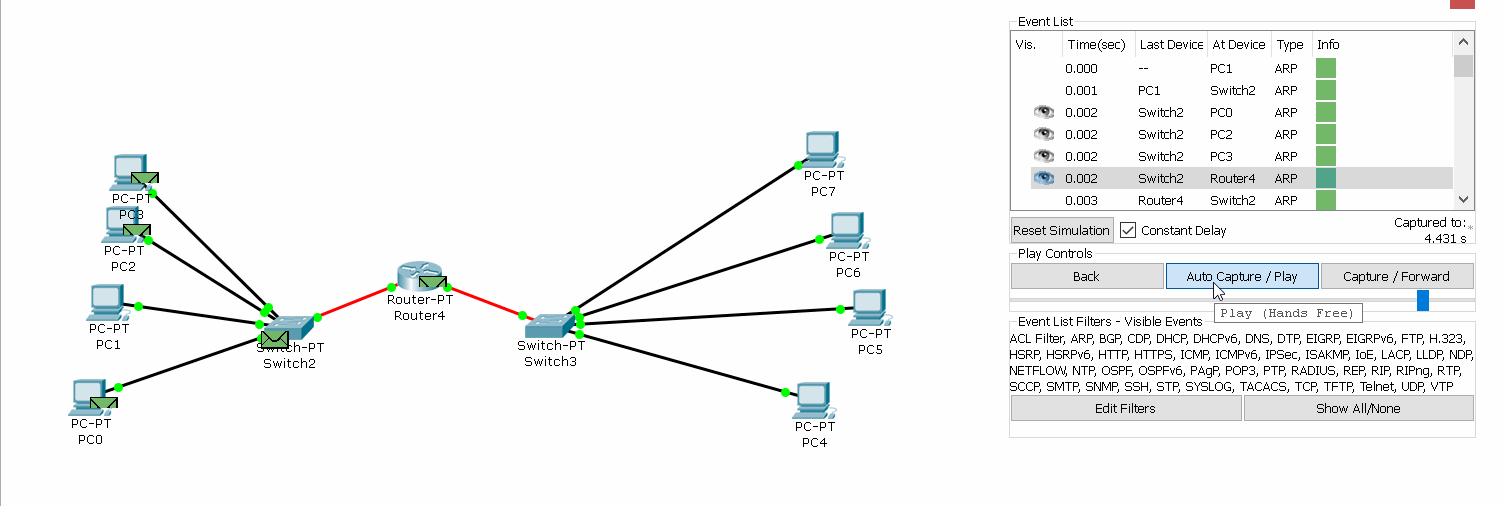 Event List
Vis. Time(sec) Last Device At Device Type Info
0.000 -- PC1 ARP
0.001 PC1 Switch2 ARP
0.002 Switch2 PC0 ARP
0.002 Switch2 PC2 ARP
0.002 Switch2 PC3 ARP
0.002 Switch2 Router4 ARP
0.003 Router4 Switch2 ARP
Reset Simulation Constant Delay Captured to:
4.431 s
Play Controls
Back Auto Capture / Play Capture / Forward
Play (Hands Free)
Event List Filters - Visible Events
ACL Filter, ARP, BGP, CDP, DHCP, DHCPv6, DNS, DTP, EIGRP, EIGRPv6, FTP, H.323,
HSRP, HSRPv6, HTTP, HTTPS, ICMP, ICMPv6, IPSec, ISAKMP, IoE, LACP, LLDP, NDP,
NETFLOW, NTP, OSPF, OSPFv6, PAgP, POP3, PTP, RADIUS, REP, RIP, RIPng, RTP,
SCCP, SMTP, SNMP, SSH, STP, SYSLOG, TACACS, TCP, TFTP, Telnet, UDP, VTP
Edit Filters Show All/None
PC-PT
PC3
PC-PT
PC2
PC-PT
PC1
PC-PT
PC0
Switch-PT
Switch2
Router-PT
Router4
Switch-PT
Switch3
PC-PT
PC7
PC-PT
PC6
PC-PT
PC5
PC-PT
PC4